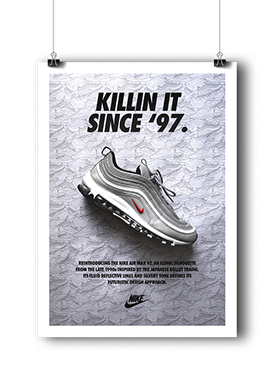 KILLIN IT
SINCE '97.
REINTRODUCING THE NIKE AIR MAX 97, AN ICONIC SILHOUETTE
FROM THE LATE 1990s INSPIRED BY THE JAPANESE BULLET TRAINS.
ITS FLUID REFLECTIVE LINES AND SILVERY TONE DEFINES ITS
FUTURISTIC DESIGN APPROACH.
NIKE